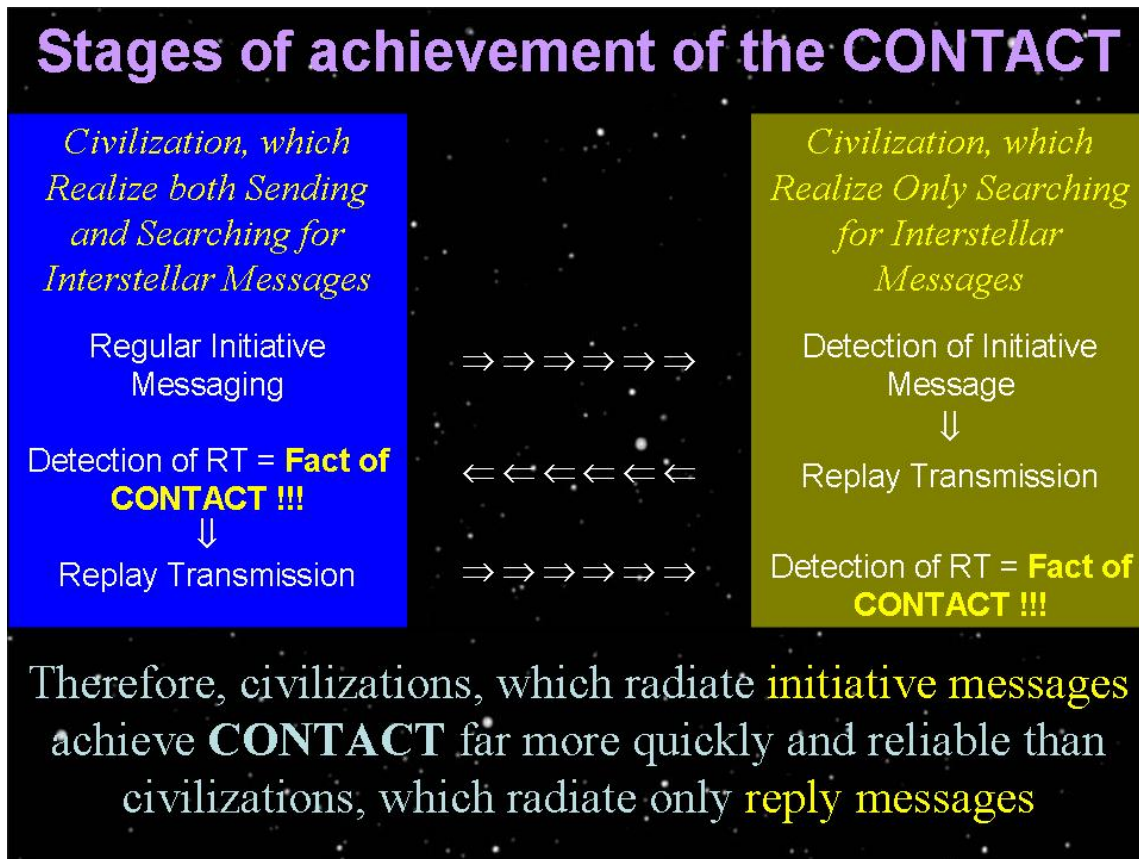 Stages of achievement of the CONTACT
Civilization, which
Realize both Sending
and Searching for
Interstellar Messages
Regular Initiative
Messaging
Detection of RT = Fact of
CONTACT !!!
⇓
Replay Transmission
⇒ ⇒ ⇒ ⇒ ⇒ ⇒
⇐ ⇐ ⇐ ⇐ ⇐ ⇐
⇒ ⇒ ⇒ ⇒ ⇒ ⇒
Civilization, which
Realize Only Searching
for Interstellar
Messages
Detection of Initiative
Message
⇓
Replay Transmission
Detection of RT = Fact of
CONTACT !!!
Therefore, civilizations, which radiate initiative messages
achieve CONTACT far more quickly and reliable than
civilizations, which radiate only reply messages